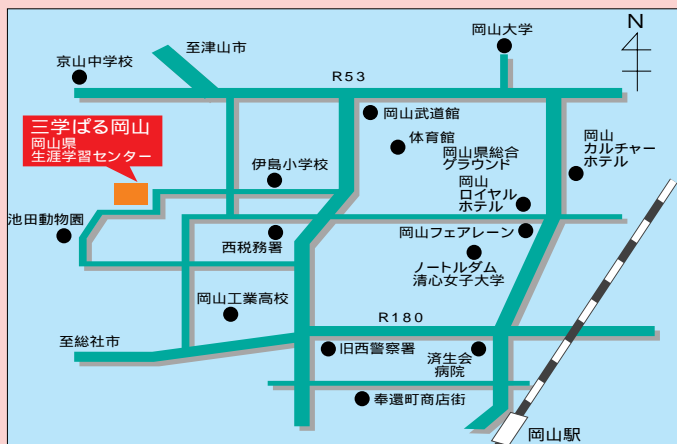 岡山大学
N
至津山市
京山中学校
R53
三学ぱる岡山
岡山県
生涯学習センター
岡山武道館
体育館
岡山県総合
グラウンド
岡山
カルチャー
ホテル
伊島小学校
岡山
ロイヤル
ホテル
池田動物園
西税務署
岡山フェアレーン
ノートルダム
清心女子大学
岡山工業高校
R180
至総社市
旧西警察署
済生会
病院
奉還町商店街
岡山駅